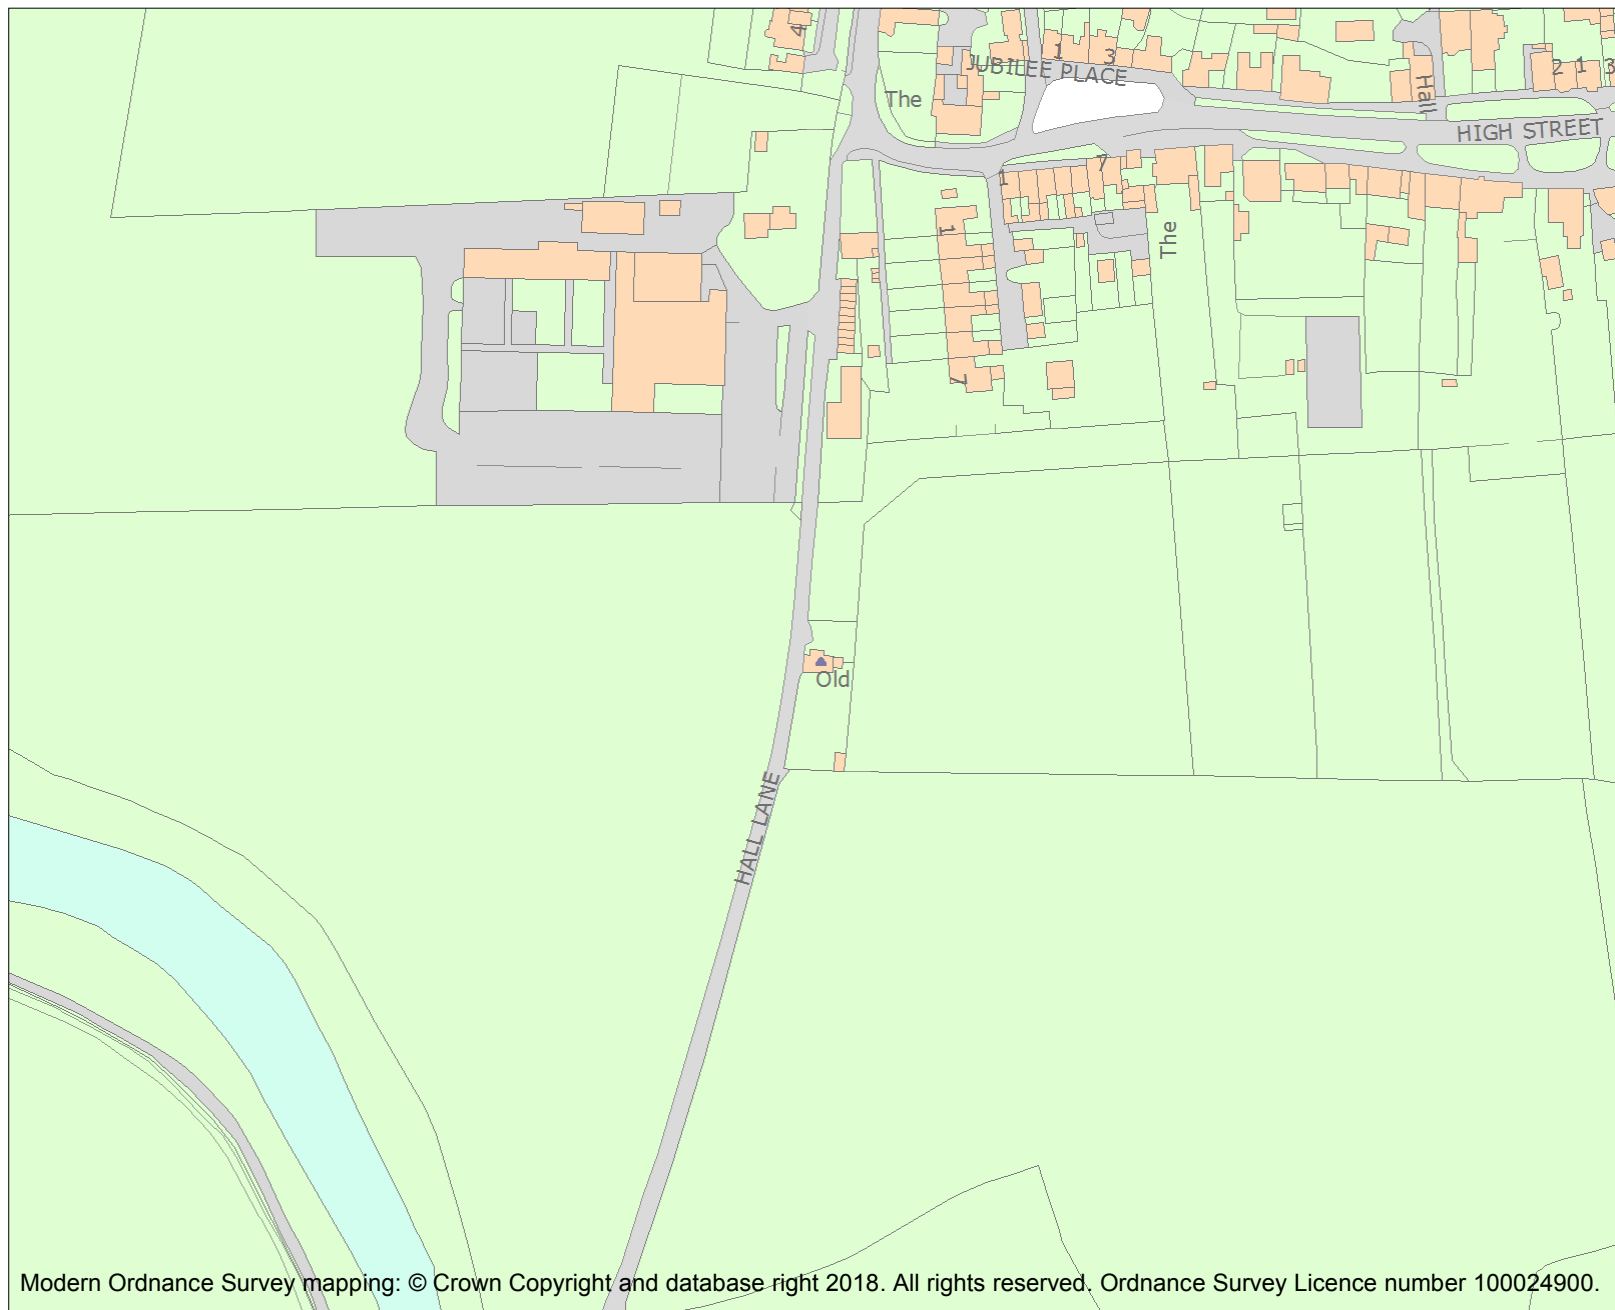 4
1
3
JUBILEE PLACE
The
Hall
2 1 3
HIGH STREET
7
1
1
The
7
Old
HALL LANE
Modern Ordnance Survey mapping: © Crown Copyright and database right 2018. All rights reserved. Ordnance Survey Licence number 100024900.